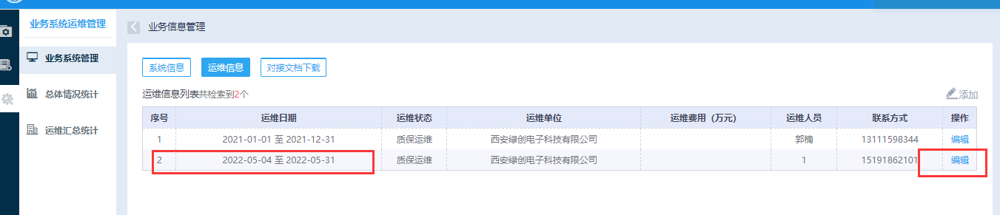 业务系统运维管理
业务信息管理
业务系统管理
总体情况统计
运维汇总统计
系统信息 运维信息 对接文档下载
运维信息列表共检索到2个 添加
序号 运维日期 运维状态 运维单位 运维费用（万元） 运维人员 联系方式 操作
1 2021-01-01 至 2021-12-31 质保运维 西安绿创电子科技有限公司 郭楠 13111598344 编辑
2 2022-05-04 至 2022-05-31 质保运维 西安绿创电子科技有限公司 1 15191862101 编辑